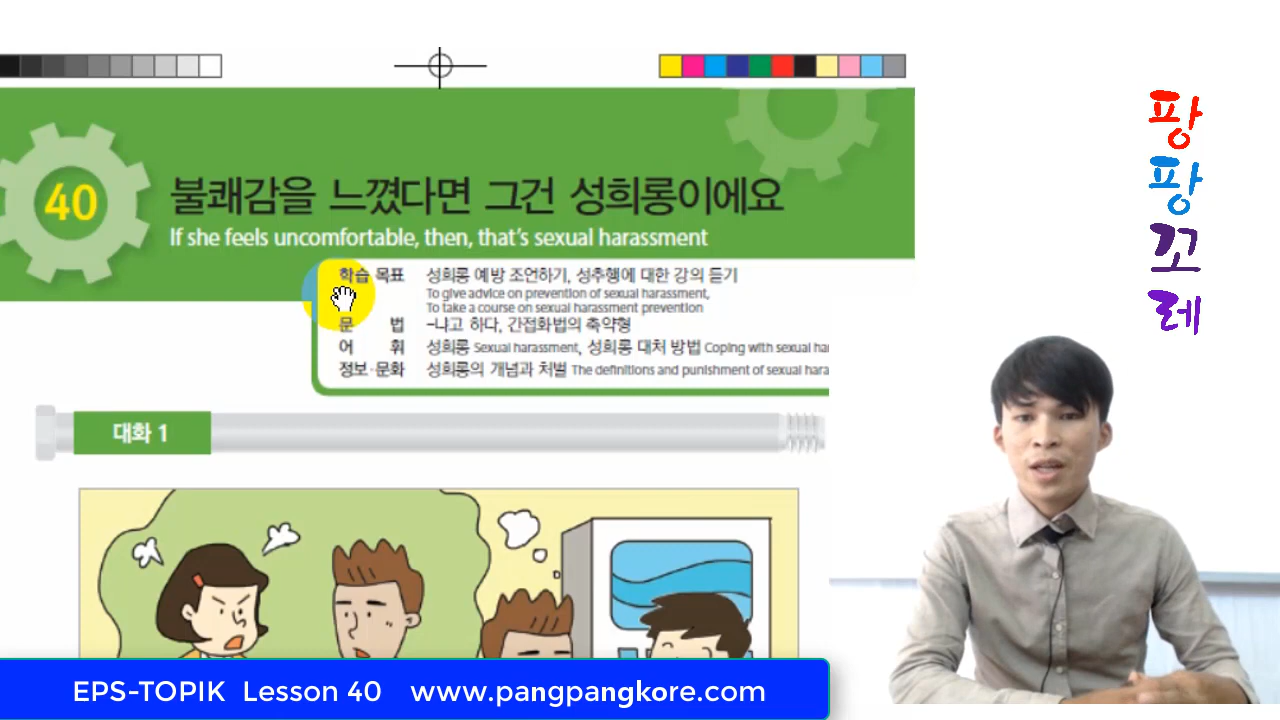 40
불쾌감을 느꼈다면 그건 성희롱이에요
If she feels uncomfortable, then, that's sexual harassment
학습 목표 성희롱 예방 조언하기, 성추행에 대한 강의 듣기
To give advice on prevention of sexual harassment,
To take a course on sexual harassment prevention
문 법 -냐고 하다, 간접화법의 축약형
어 휘 성희롱 Sexual harassment, 성희롱 대처 방법 Coping with sexual
정보·문화 성희롱의 개념과 처벌 The definitions and punishment of sexual
대화 1
팡
팡
꼬
레
EPS-TOPIK Lesson 40 www.pangpangkore.com